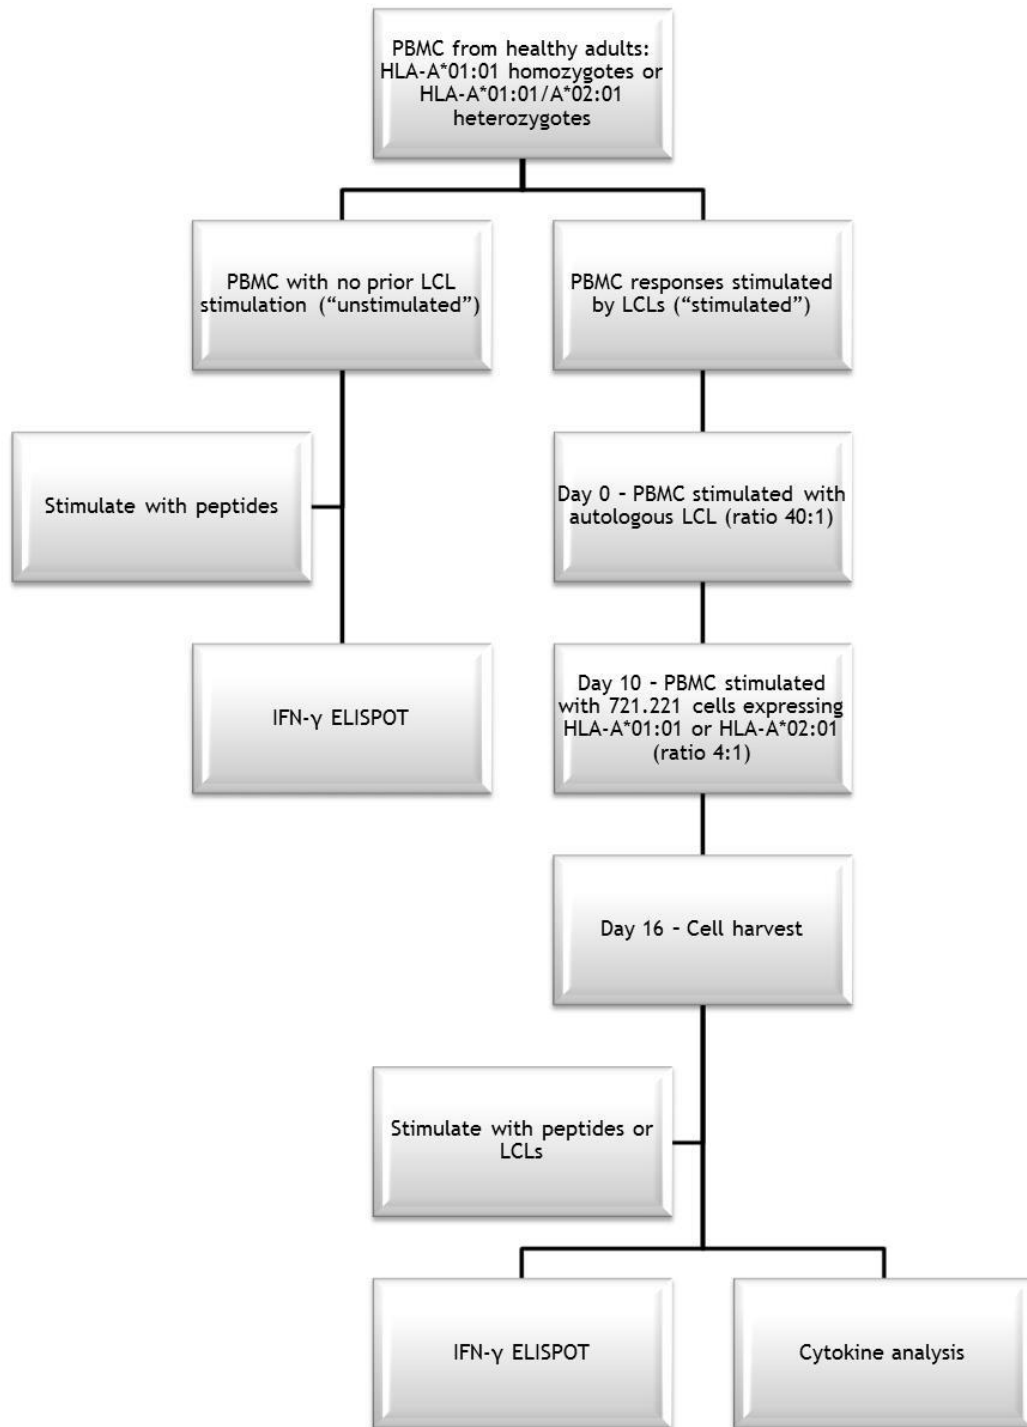 PBMC from healthy adults:
HLA-A*01:01 homozygotes or
HLA-A*01:01/A*02:01
heterozygotes
PBMC with no prior LCL
stimulation (“unstimulated”)
PBMC responses stimulated
by LCLs (“stimulated”)
Stimulate with peptides
Day 0 – PBMC stimulated with
autologous LCL (ratio 40:1)
IFN-γ ELISPOT
Day 10 – PBMC stimulated
with 721.221 cells expressing
HLA-A*01:01 or HLA-A*02:01
(ratio 4:1)
Day 16 – Cell harvest
Stimulate with peptides or
LCLs
IFN-γ ELISPOT
Cytokine analysis